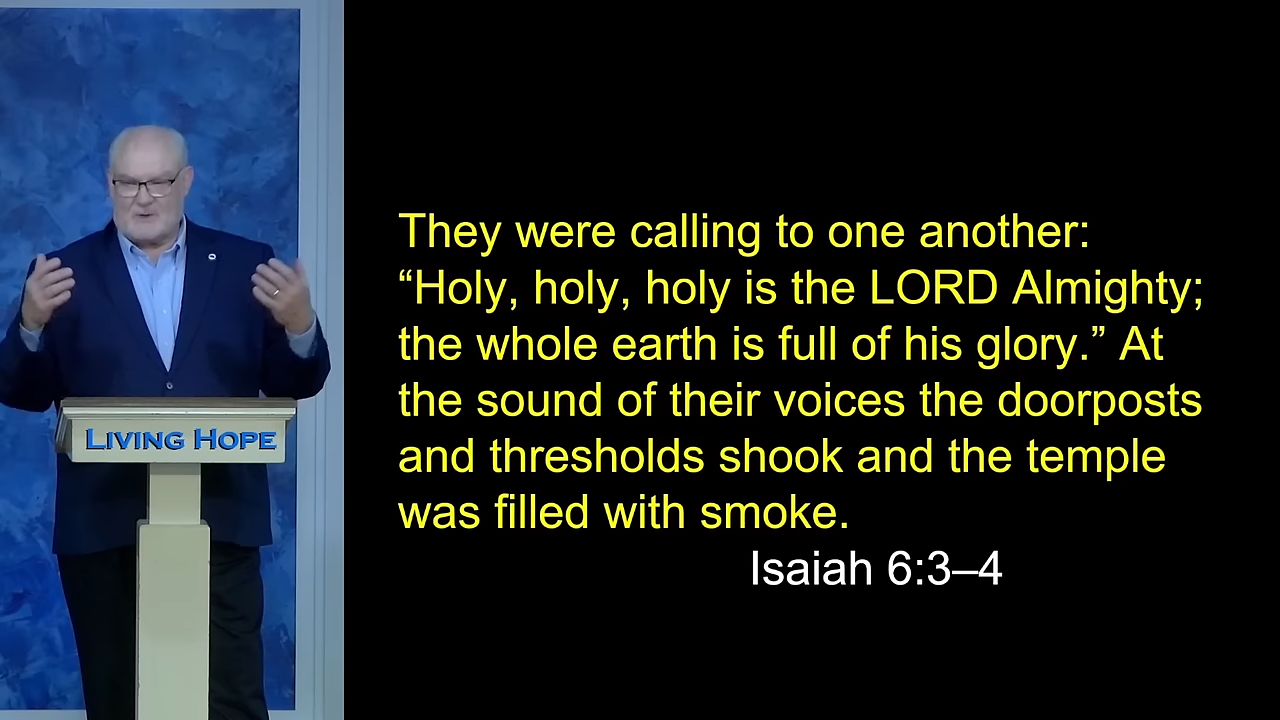 LIVING HOPE
They were calling to one another:
“Holy, holy, holy is the LORD Almighty;
the whole earth is full of his glory.” At
the sound of their voices the doorposts
and thresholds shook and the temple
was filled with smoke.
Isaiah 6:3–4